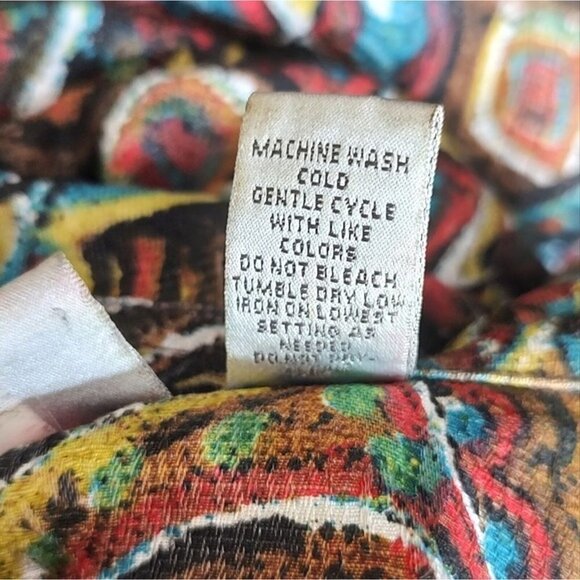 MACHINE WASH
COLD
GENTLE CYCLE
WITH LIKE
COLORS
DO NOT BLEACH
TUMBLE DRY LOW
IRON ON LOWEST
SETTING AS
NEEDED
DO NOT DRY-